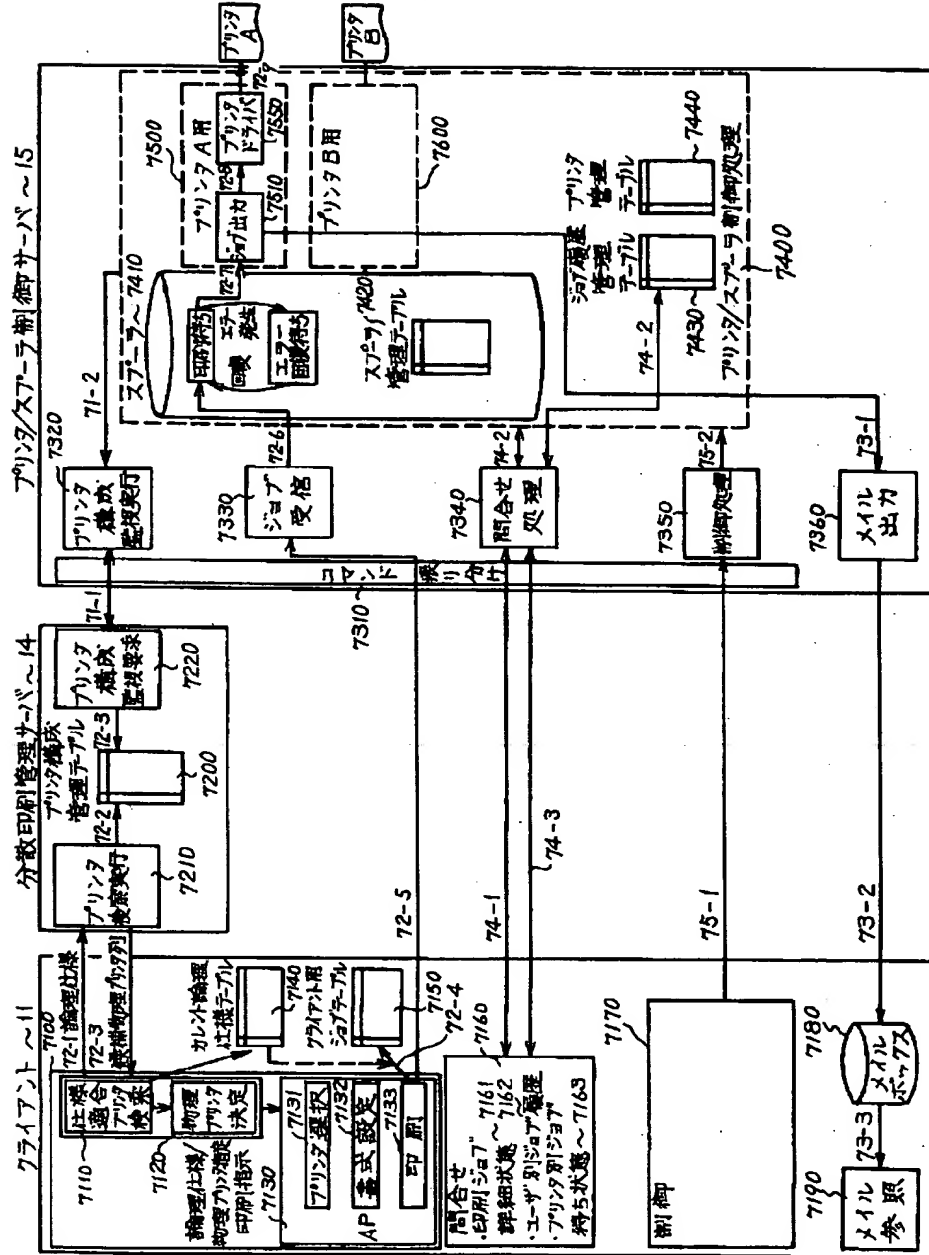 クライアント～11
7100
仕様
適合
プリンタ
検索
7110
物理
プリンタ
決定
7120
論理仕様/
物理プリンタ指定
印刷指示
7130
プリンタ選択
7131
AP
書式設定
7132
印刷
7133
72-1論理仕様
72-3
候補物理プリンタ列
カレント論理
仕様テーブル
7140
クライアント用
ジョブテーブル
7150
72-4
問合せ
7160
・印刷ジョブ
詳細状態～7161
・ユーザ別ジョブ履歴
～7162
・プリンタ別ジョブ
待ち状態～7163
制御
7170
メイル
ボックス
7180
73-3
メイル
参照
7190
分散印刷管理サーバ～14
プリンタ
検索実行
7210
72-2
プリンタ構成
管理テーブル
7200
72-3
プリンタ
構成
監視要求
7220
71-1
72-5
74-1
74-3
75-1
73-2
プリンタ/スプーラ制御サーバ～15
コマンド振り分け
7310
プリンタ
構成
監視実行
7320
71-2
ジョブ
受信
7330
72-6
問合せ
処理
7340
74-2
74-2
制御処理
7350
75-2
メイル
出力
7360
73-1
スプーラ～7410
印刷待ち
エラー
発生
回復
エラー
回復待ち
スプーラ
管理テーブル
7420
72-7
7500
プリンタA用
ジョブ出力
7510
72-8
プリンタ
ドライバ
7550
72-9
プリンタ
A
プリンタB用
7600
プリンタ
B
ジョブ履歴
管理
テーブル
7430
プリンタ
管理
テーブル
7440
プリンタ/スプーラ制御処理
7400